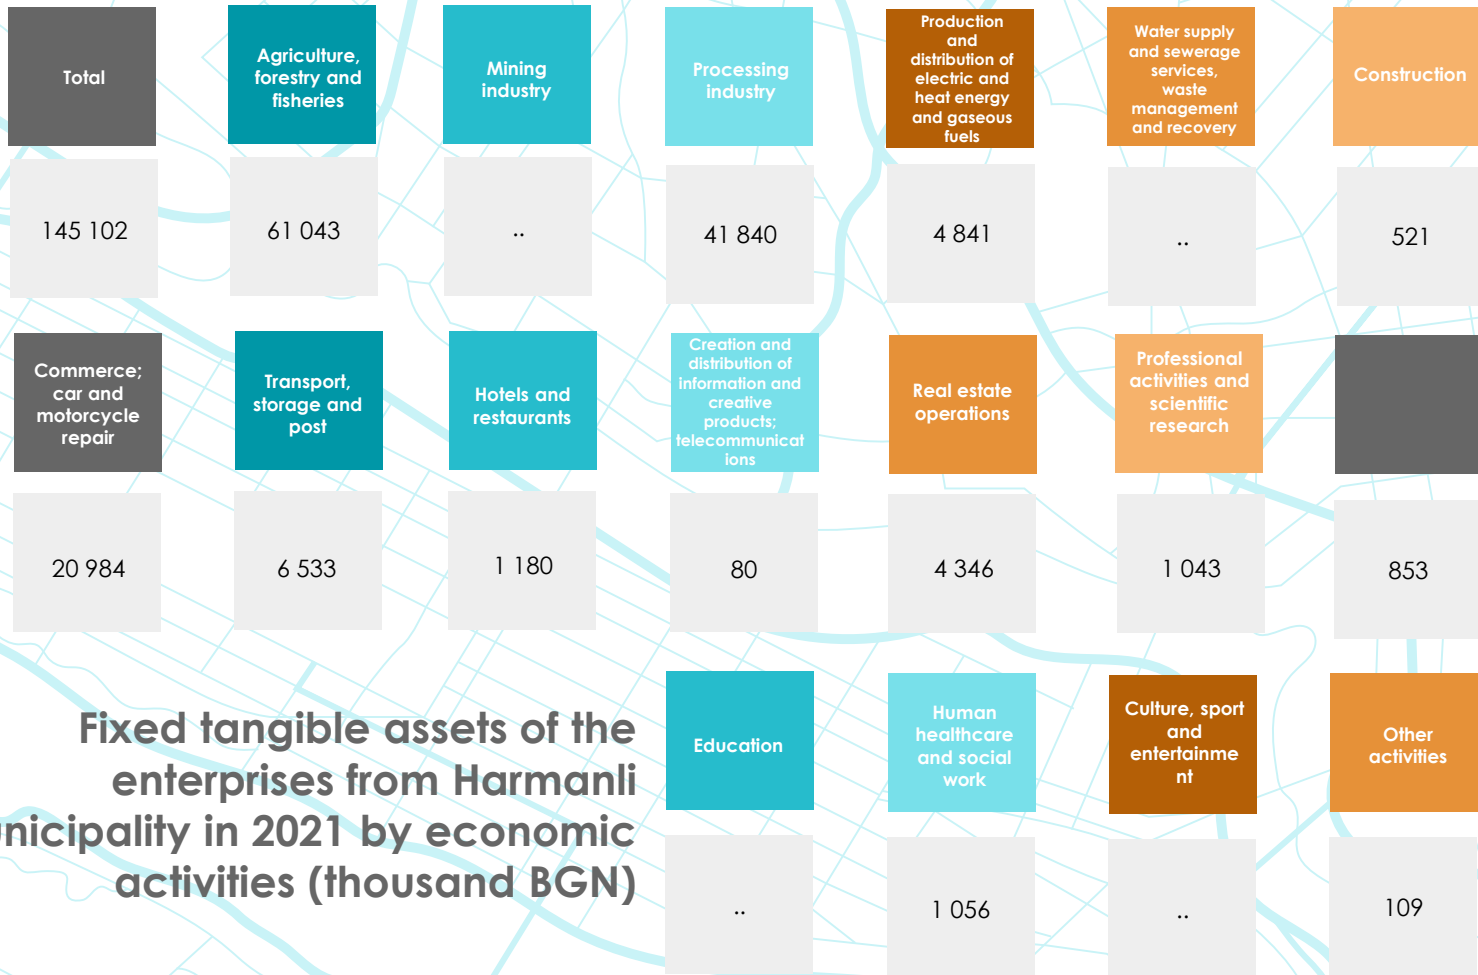 Total
Agriculture,
forestry and
fisheries
Mining
industry
Processing
industry
Production
and
distribution of
electric and
heat energy
and gaseous
fuels
Water supply
and sewerage
services,
waste
management
and recovery
Construction
145 102
61 043
..
41 840
4 841
..
521
Commerce;
car and
motorcycle
repair
Transport,
storage and
post
Hotels and
restaurants
Creation and
distribution of
information and
creative
products;
telecommunicat
ions
Real estate
operations
Professional
activities and
scientific
research
20 984
6 533
1 180
80
4 346
1 043
853
Fixed tangible assets of the
enterprises from Harmanli
nicipality in 2021 by economic
activities (thousand BGN)
Education
Human
healthcare
and social
work
Culture, sport
and
entertainme
nt
Other
activities
..
1 056
..
109